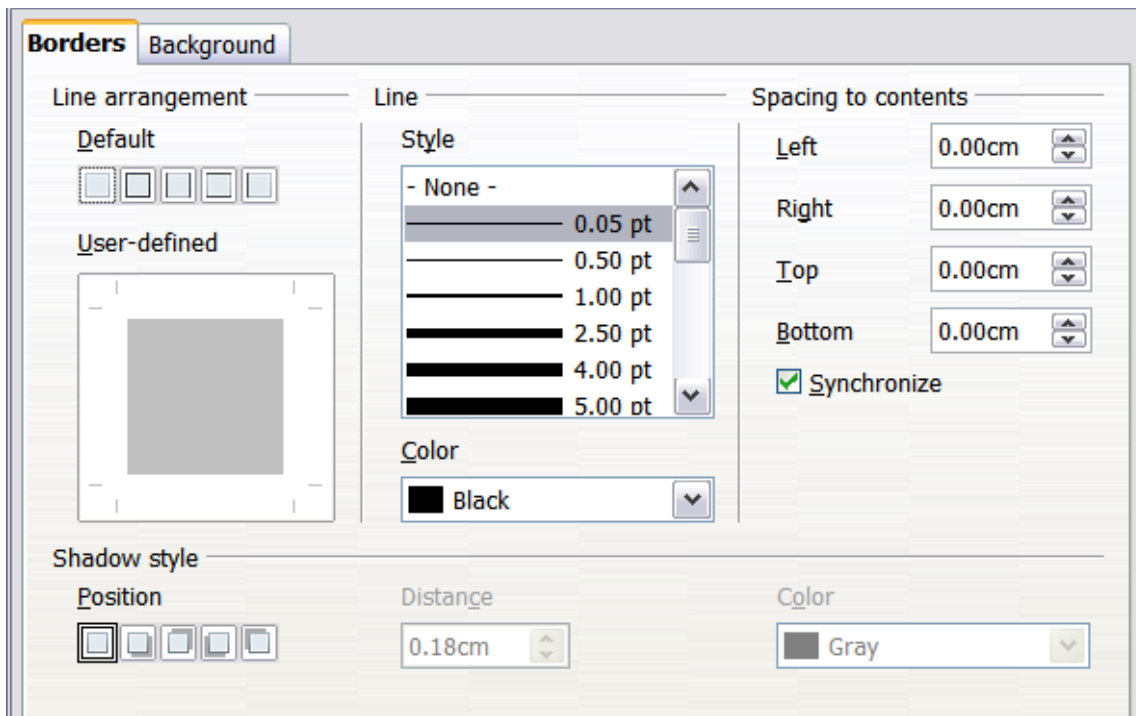 Borders Background
Line arrangement Line Spacing to contents
Default Style Left 0.00cm
- None -
0.05 pt Right 0.00cm
User-defined
0.50 pt Top 0.00cm
1.00 pt
2.50 pt Bottom 0.00cm
4.00 pt Synchronize
5.00 pt
Color
Black
Shadow style
Position Distance Color
0.18cm Gray